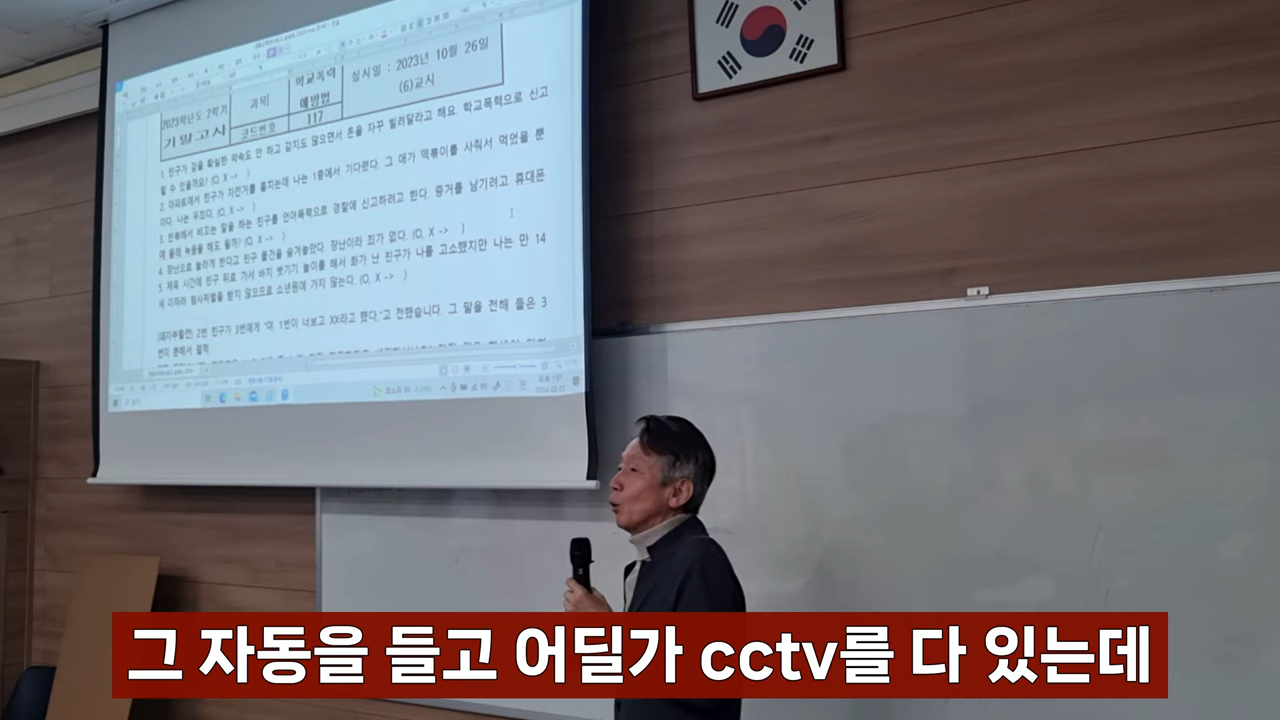 2023학년도 2학기
기말고사
과목
코드번호
학교폭력
예방법
117
실시일 : 2023년 10월 26일
(6)교시
1. 친구가 갚을 확실한 약속도 안 하고 갚지도 않으면서 돈을 자꾸 빌려달라고 해요. 학교폭력으로 신고
할 수 있을까요? (O, X -> )
2. 아파트에서 친구가 자전거를 훔치는데 나는 1층에서 기다렸다. 그 애가 떡볶이를 사줘서 먹었을 뿐
이다. 나는 무죄다. (O, X -> )
3. 반복해서 비꼬는 말을 하는 친구를 언어폭력으로 경찰에 신고하려고 한다. 증거를 남기려고 휴대폰
에 몰래 녹음을 해도 될까? (O, X -> )
4. 장난으로 놀라게 한다고 친구 물건을 숨겨놓았다. 장난이라 죄가 없다. (O, X -> )
5. 체육 시간에 친구 뒤로 가서 바지 벗기기 놀이를 해서 화가 난 친구가 나를 고소했지만 나는 만 14
세 이하라 형사처벌을 받지 않으므로 소년원에 가지 않는다. (O, X -> )
2번 친구가 3번에게 "야, 1번이 너보고 XX라고 했다,"고 전했습니다. 그 말을 전해 들은 3
번이 분해서
그 자동을 들고 어딜가 cctv를 다 있는데